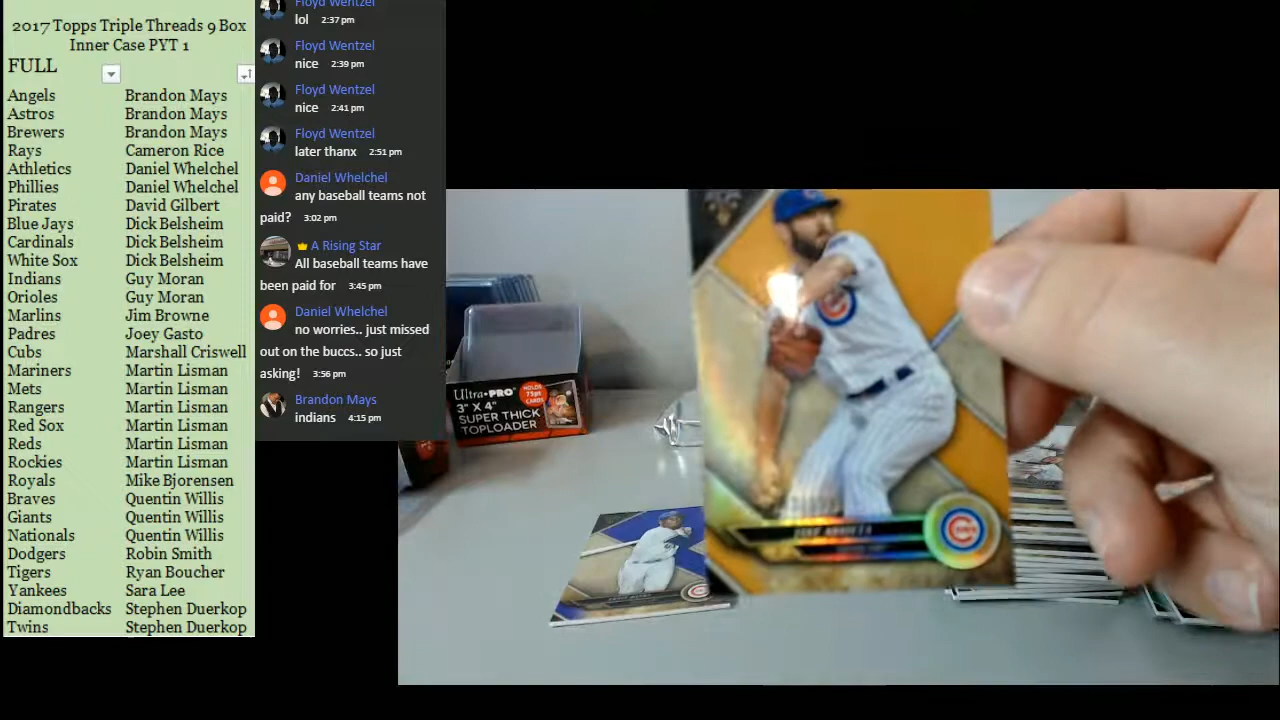 2017 Topps Triple Threads 9 Box
Inner Case PYT 1
FULL
Angels Brandon Mays
Astros Brandon Mays
Brewers Brandon Mays
Rays Cameron Rice
Athletics Daniel Whelchel
Phillies Daniel Whelchel
Pirates David Gilbert
Blue Jays Dick Belsheim
Cardinals Dick Belsheim
White Sox Dick Belsheim
Indians Guy Moran
Orioles Guy Moran
Marlins Jim Browne
Padres Joey Gasto
Cubs Marshall Criswell
Mariners Martin Lisman
Mets Martin Lisman
Rangers Martin Lisman
Red Sox Martin Lisman
Reds Martin Lisman
Rockies Martin Lisman
Royals Mike Bjorensen
Braves Quentin Willis
Giants Quentin Willis
Nationals Quentin Willis
Dodgers Robin Smith
Tigers Ryan Boucher
Yankees Sara Lee
Diamondbacks Stephen Duerkop
Twins Stephen Duerkop
Floyd Wentzel
lol 2:37 pm
Floyd Wentzel
nice 2:39 pm
Floyd Wentzel
nice 2:41 pm
Floyd Wentzel
later thanx 2:51 pm
Daniel Whelchel
any baseball teams not
paid? 3:02 pm
A Rising Star
All baseball teams have
been paid for 3:45 pm
Daniel Whelchel
no worries.. just missed
out on the buccs.. so just
asking! 3:56 pm
Brandon Mays
indians 4:15 pm
Ultra·PRO
3" X 4"
SUPER THICK
TOPLOADER
HOLDS
75pt
CARDS